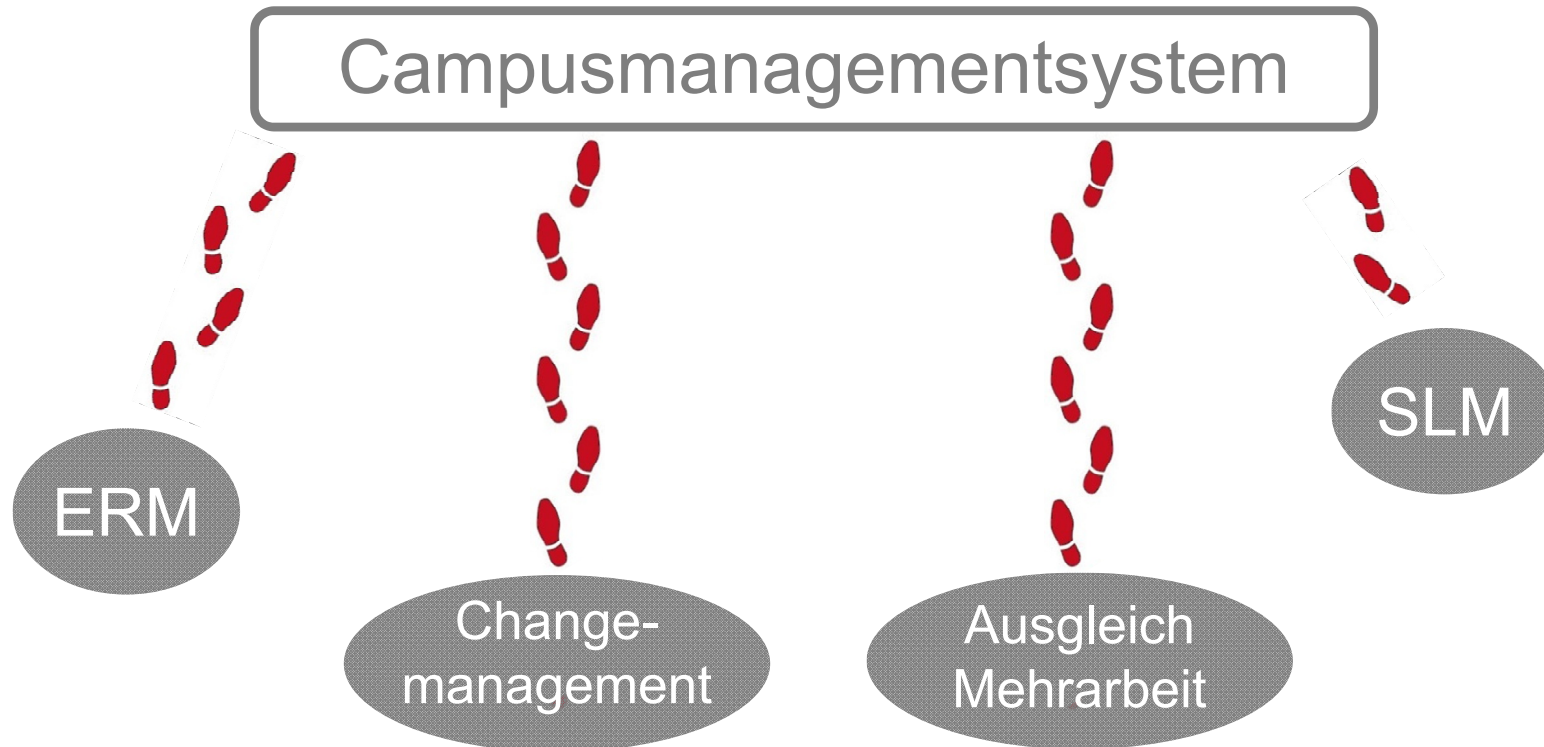 Campusmanagementsystem
SLM
ERM
Change-
management
Ausgleich
Mehrarbeit